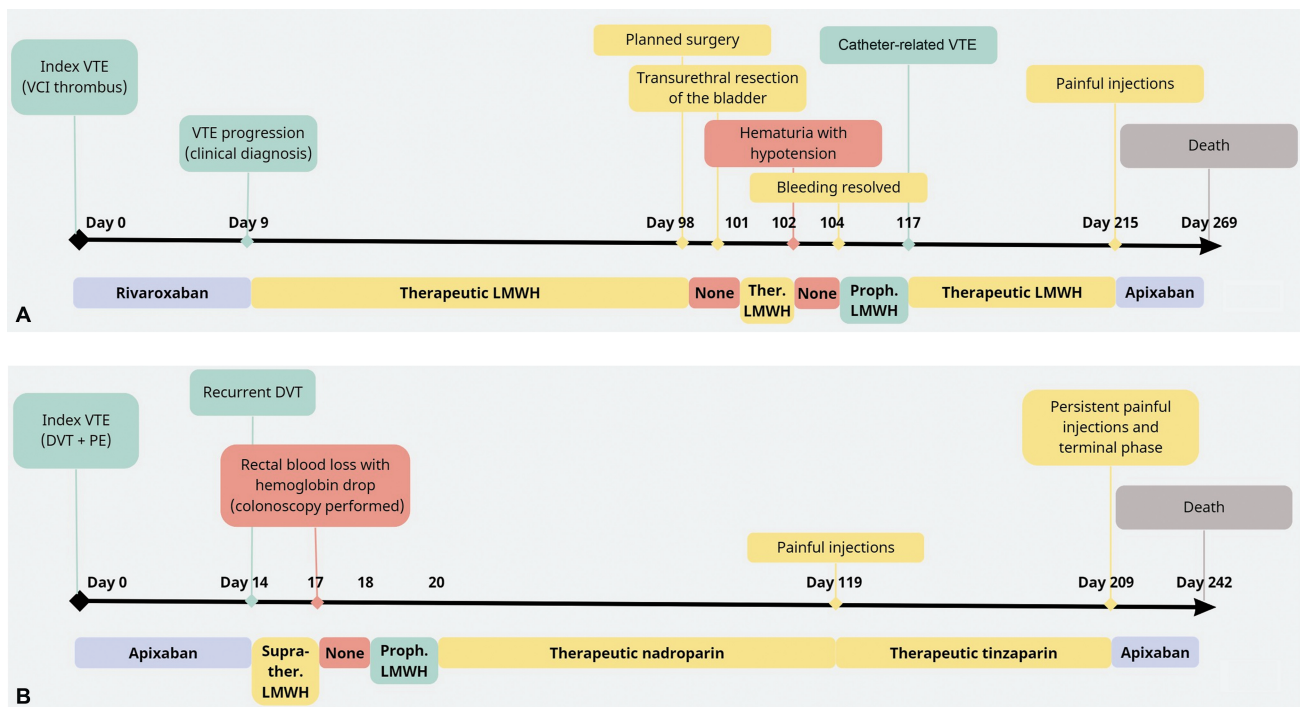 Planned surgery
Catheter-related VTE
Index VTE
(VCI thrombus)
Transurethral resection
of the bladder
Painful injections
VTE progression
(clinical diagnosis)
Hematuria with
hypotension
Death
Bleeding resolved
Day 0
Day 9
Day 98
101
102
104
117
Day 215
Day 269
Rivaroxaban
Therapeutic LMWH
None
Ther.
LMWH
None
Proph.
LMWH
Therapeutic LMWH
Apixaban
A
Recurrent DVT
Index VTE
(DVT + PE)
Persistent painful
injections and
terminal phase
Rectal blood loss with
hemoglobin drop
(colonoscopy performed)
Death
Painful injections
Day 0
Day 14
17
18
20
Day 119
Day 209
Day 242
Apixaban
Supra-
ther.
LMWH
None
Proph.
LMWH
Therapeutic nadroparin
Therapeutic tinzaparin
Apixaban
B